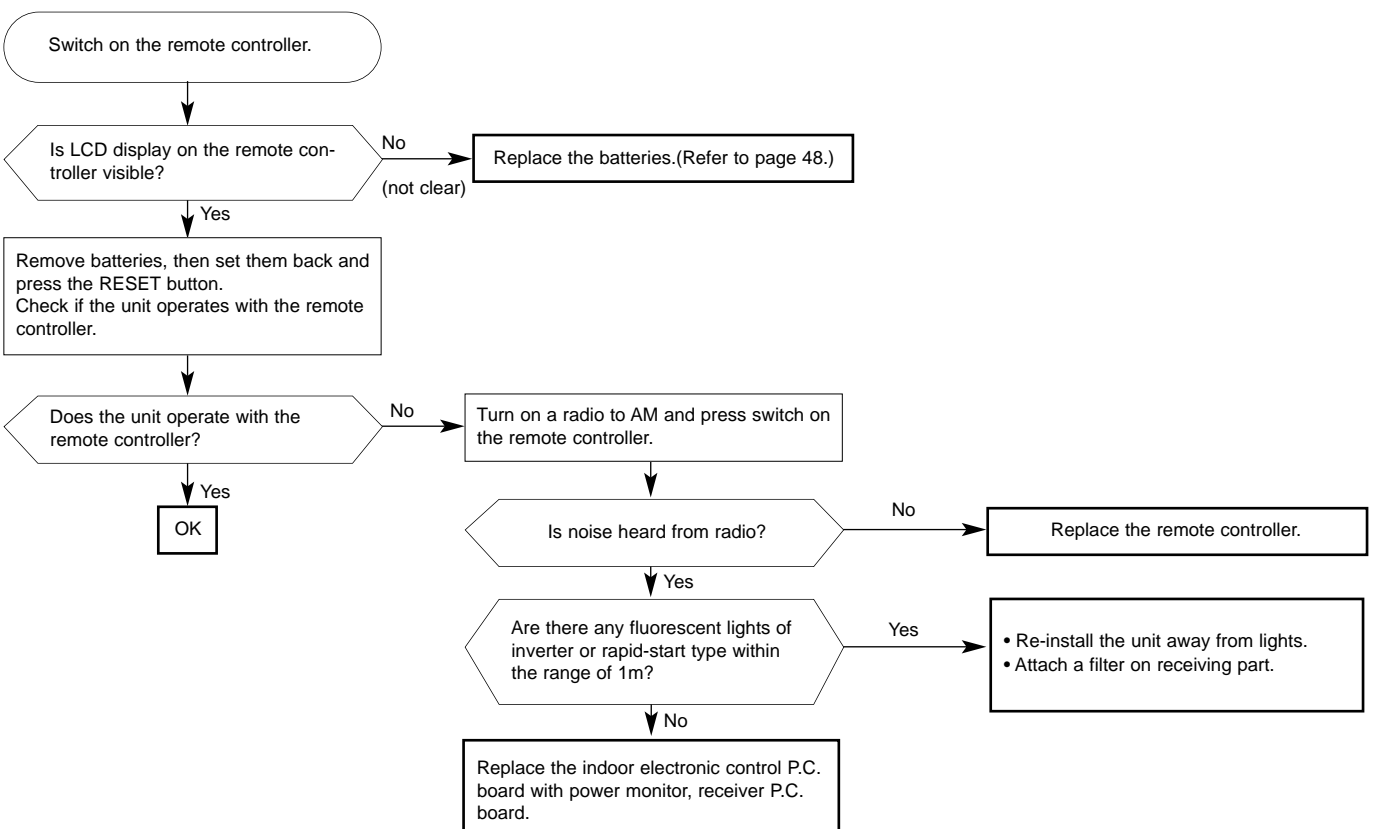 Switch on the remote controller.
Is LCD display on the remote con-
troller visible?
No
(not clear)
Replace the batteries.(Refer to page 48.)
Yes
Remove batteries, then set them back and
press the RESET button.
Check if the unit operates with the remote
controller.
Does the unit operate with the
remote controller?
No
Turn on a radio to AM and press switch on
the remote controller.
Yes
OK
Is noise heard from radio?
No
Replace the remote controller.
Yes
Are there any fluorescent lights of
inverter or rapid-start type within
the range of 1m?
Yes
• Re-install the unit away from lights.
• Attach a filter on receiving part.
No
Replace the indoor electronic control P.C.
board with power monitor, receiver P.C.
board.